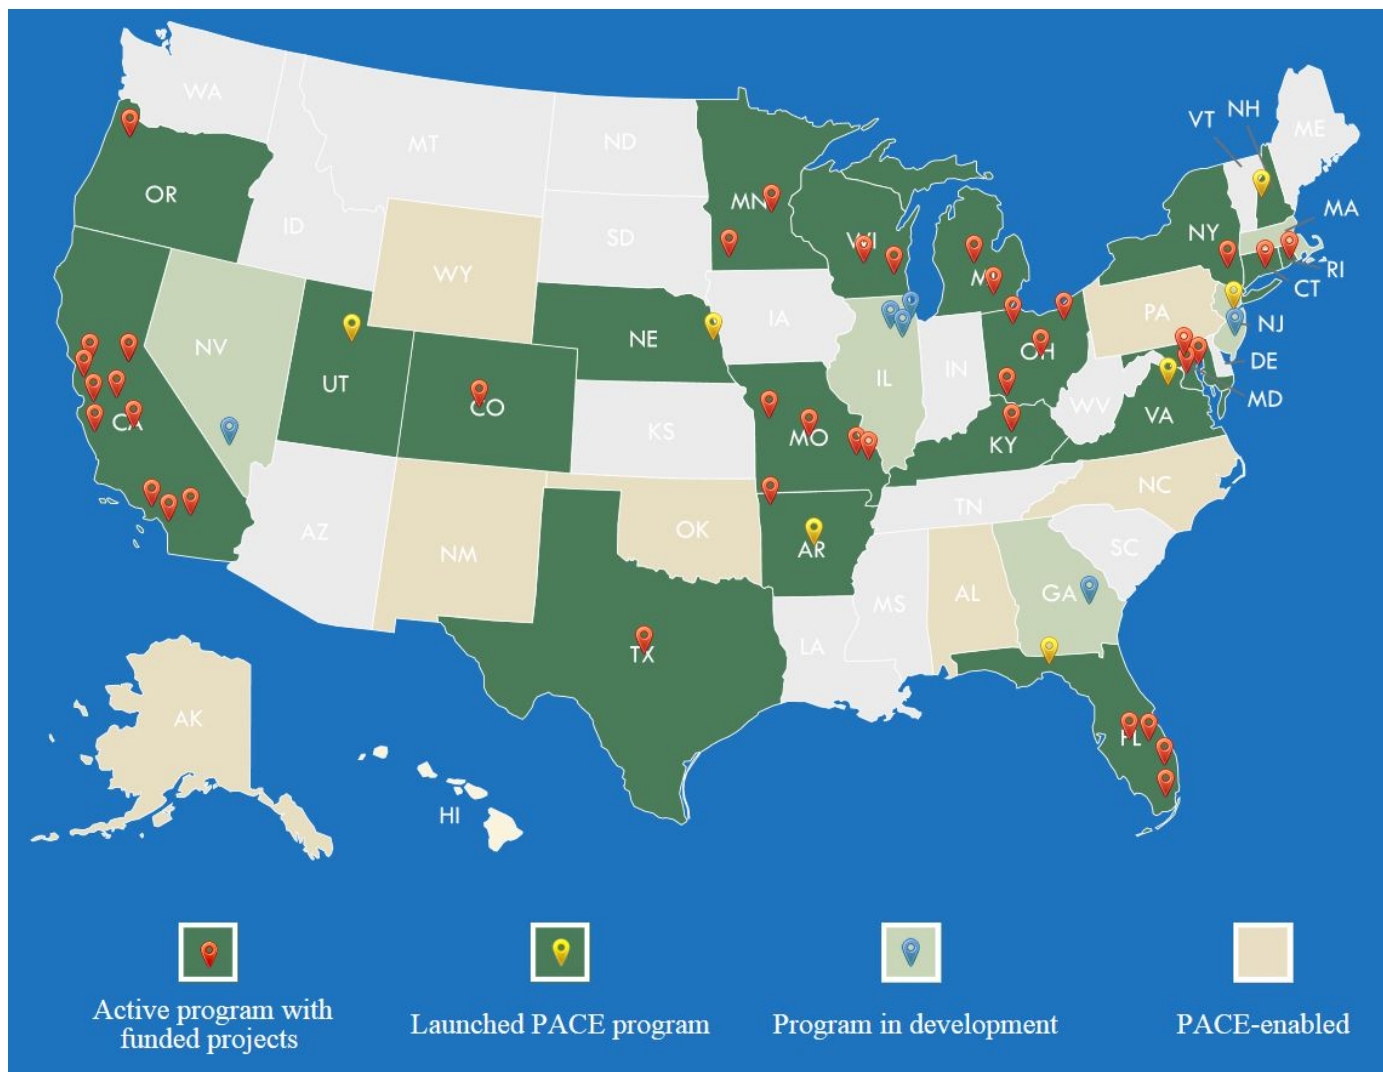 WA
MT
ND
VT
NH
ME
OR
ID
SD
MN
WI
MI
NY
MA
RI
CT
WY
NV
UT
CO
NE
IA
IL
IN
OH
PA
NJ
DE
MD
CA
KS
MO
KY
WV
VA
AZ
NM
OK
AR
TN
NC
SC
TX
LA
MS
AL
GA
FL
AK
HI
Active program with
funded projects
Launched PACE program
Program in development
PACE-enabled